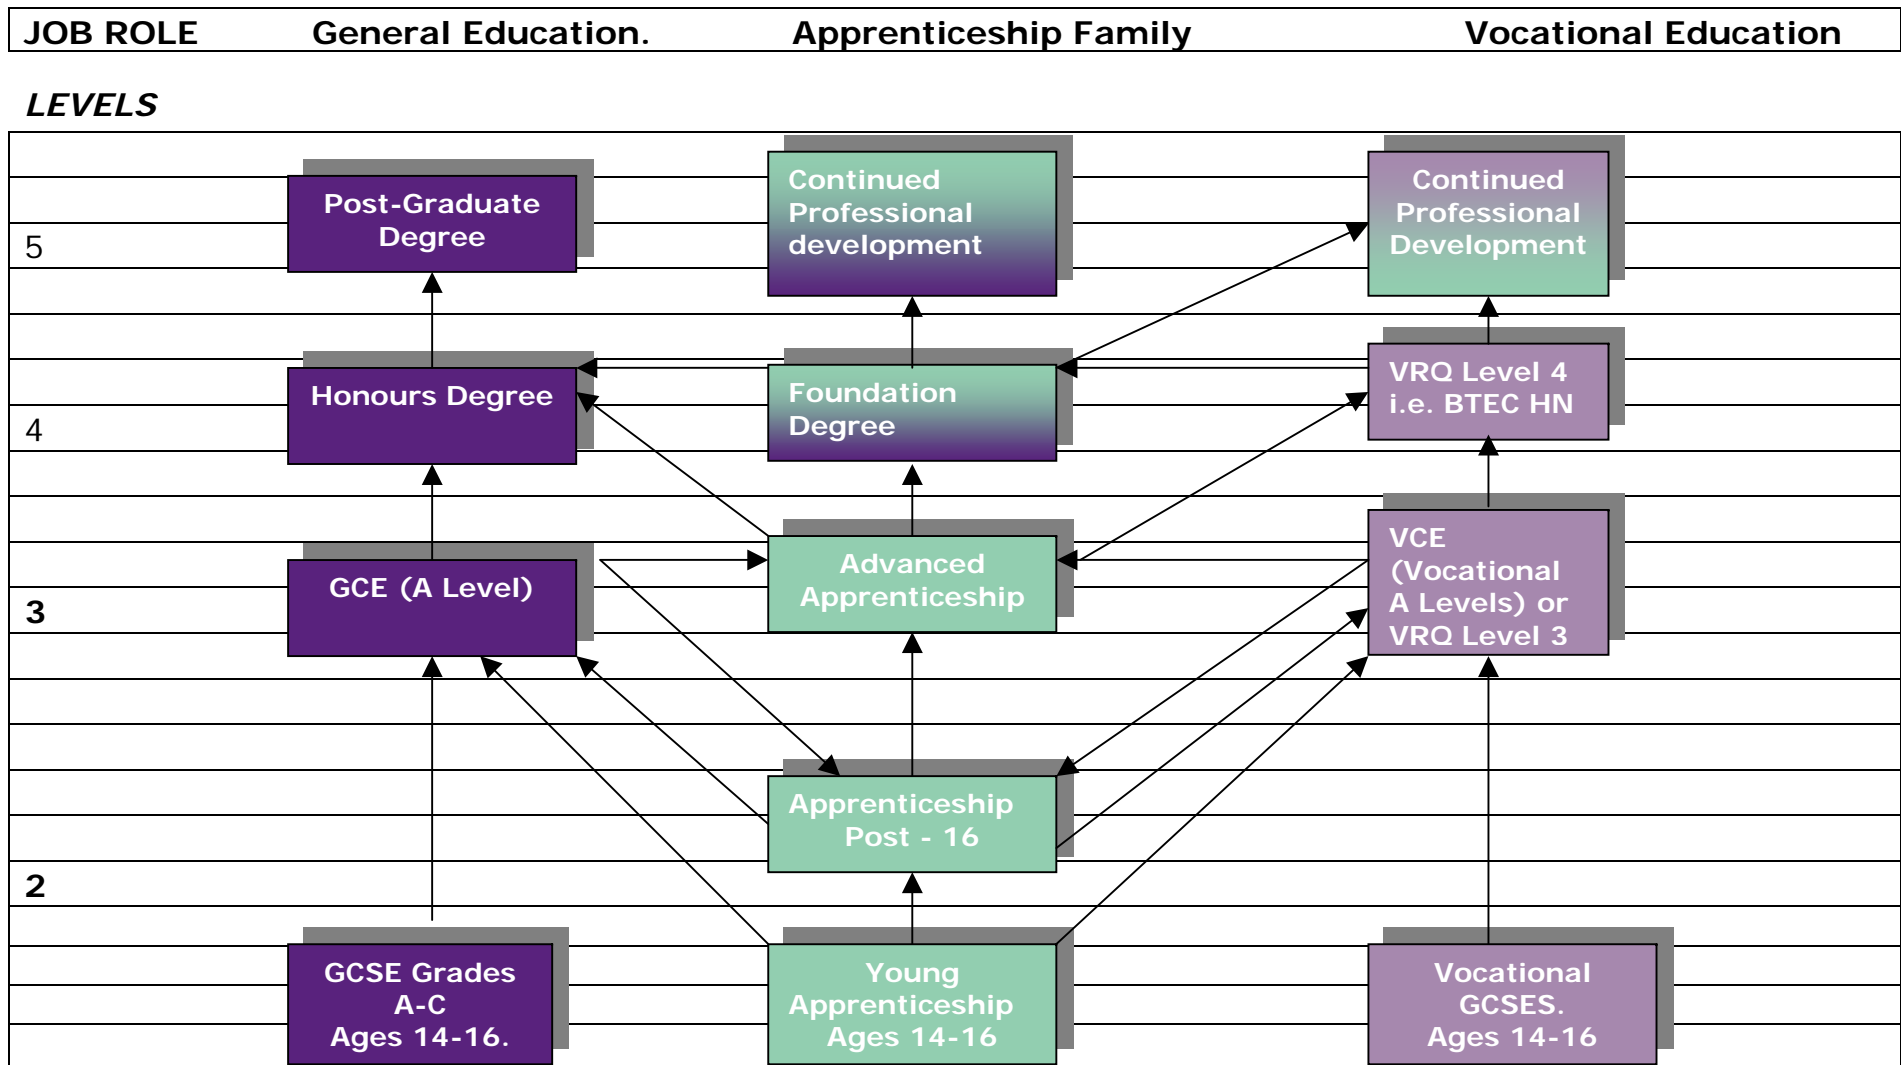 JOB ROLE General Education. Apprenticeship Family Vocational Education
LEVELS
Post-Graduate
Degree
Continued
Professional
development
Continued
Professional
Development
5
Honours Degree
Foundation
Degree
VRQ Level 4
i.e. BTEC HN
4
GCE (A Level)
Advanced
Apprenticeship
VCE
(Vocational
A Levels) or
VRQ Level 3
3
Apprenticeship
Post - 16
2
GCSE Grades
A-C
Ages 14-16.
Young
Apprenticeship
Ages 14-16
Vocational
GCSES.
Ages 14-16